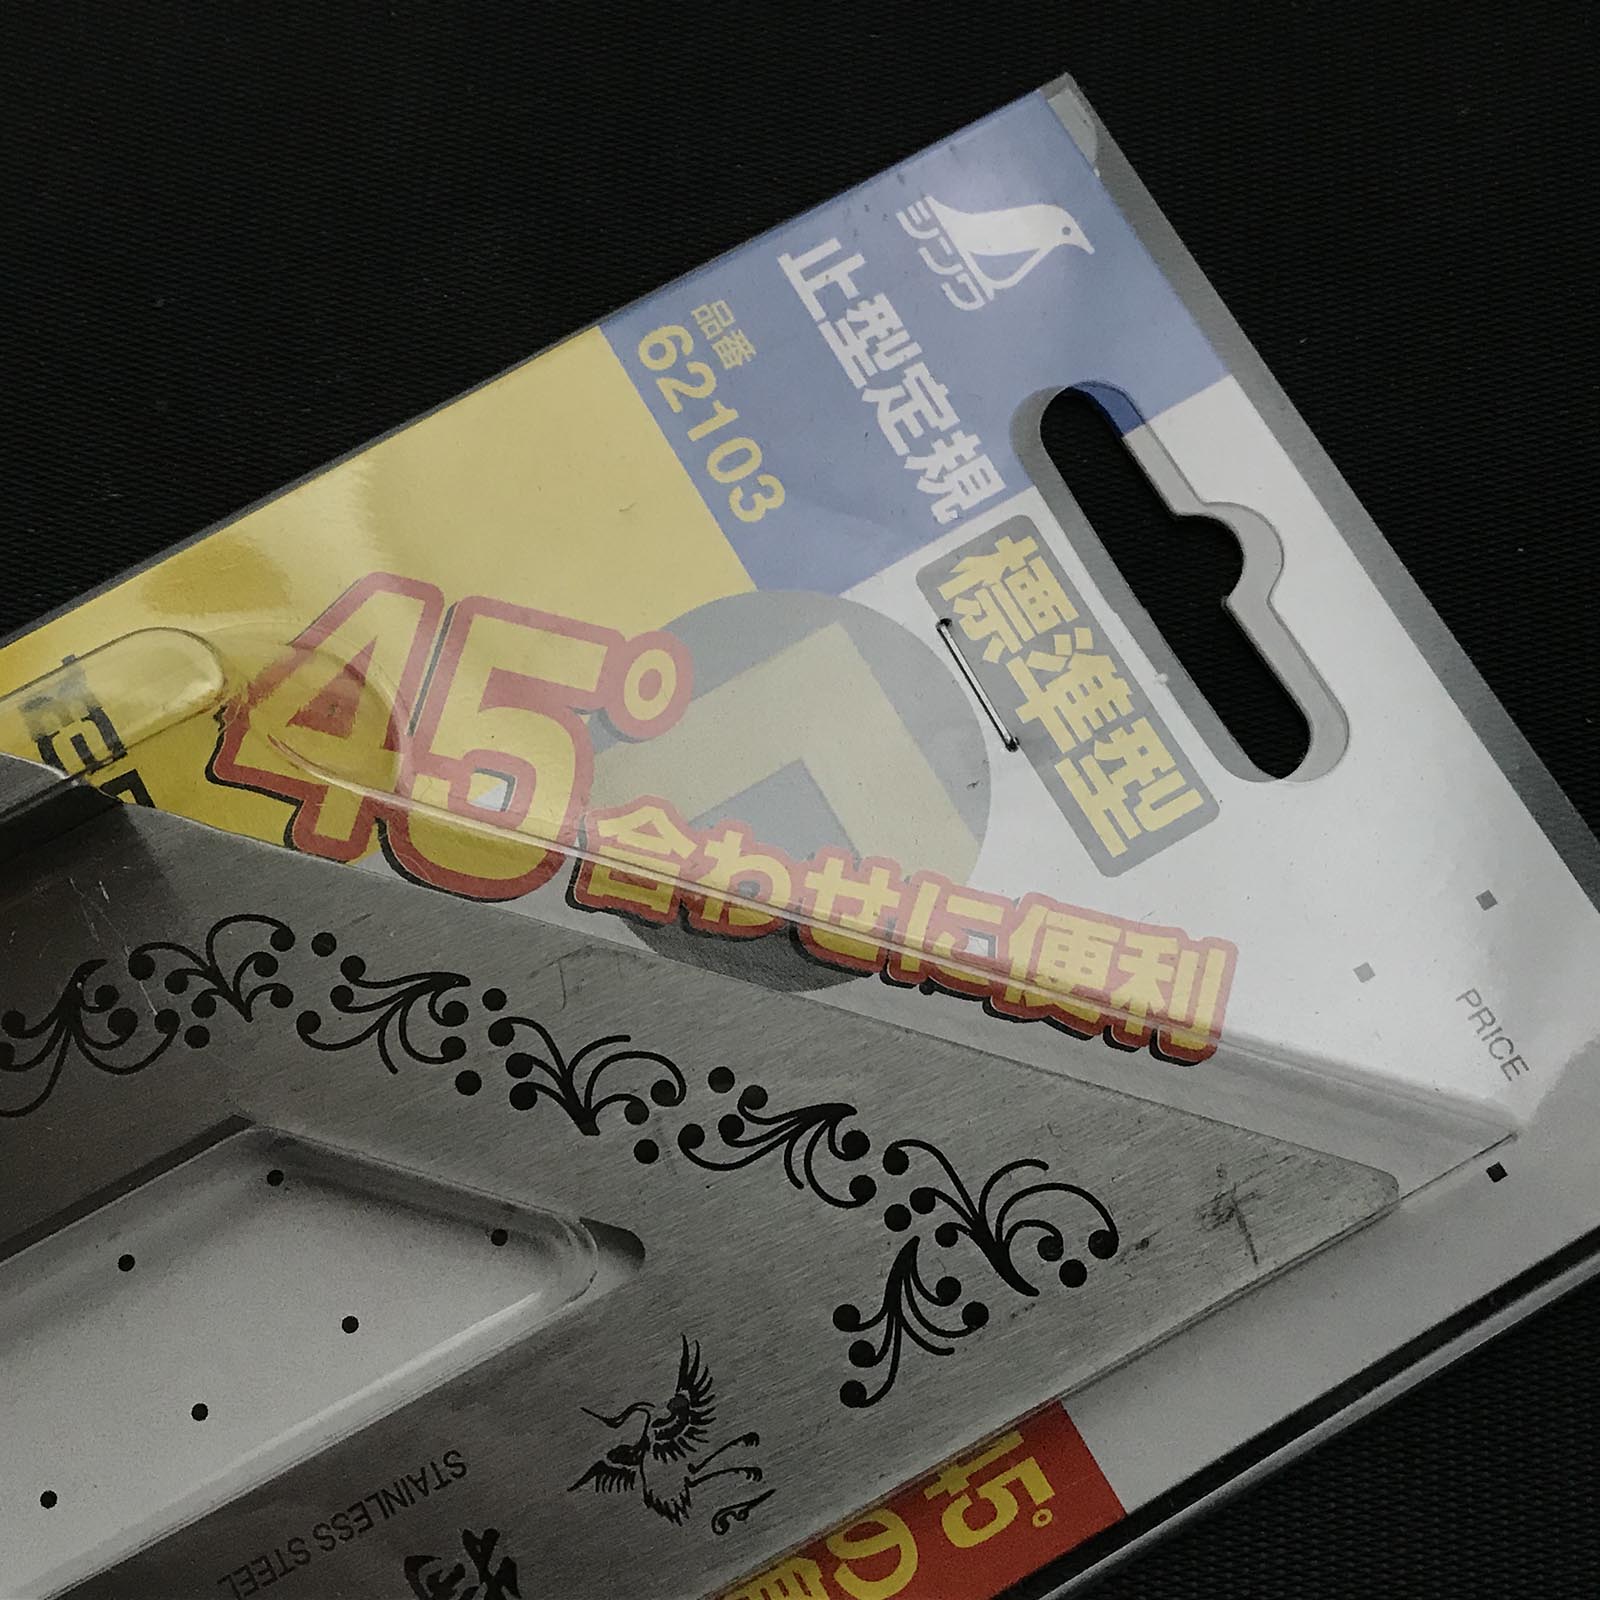 シンワ
止型定規
品番
62103
標準型
45°合わせに便利
PRICE
STAINLESS STEEL